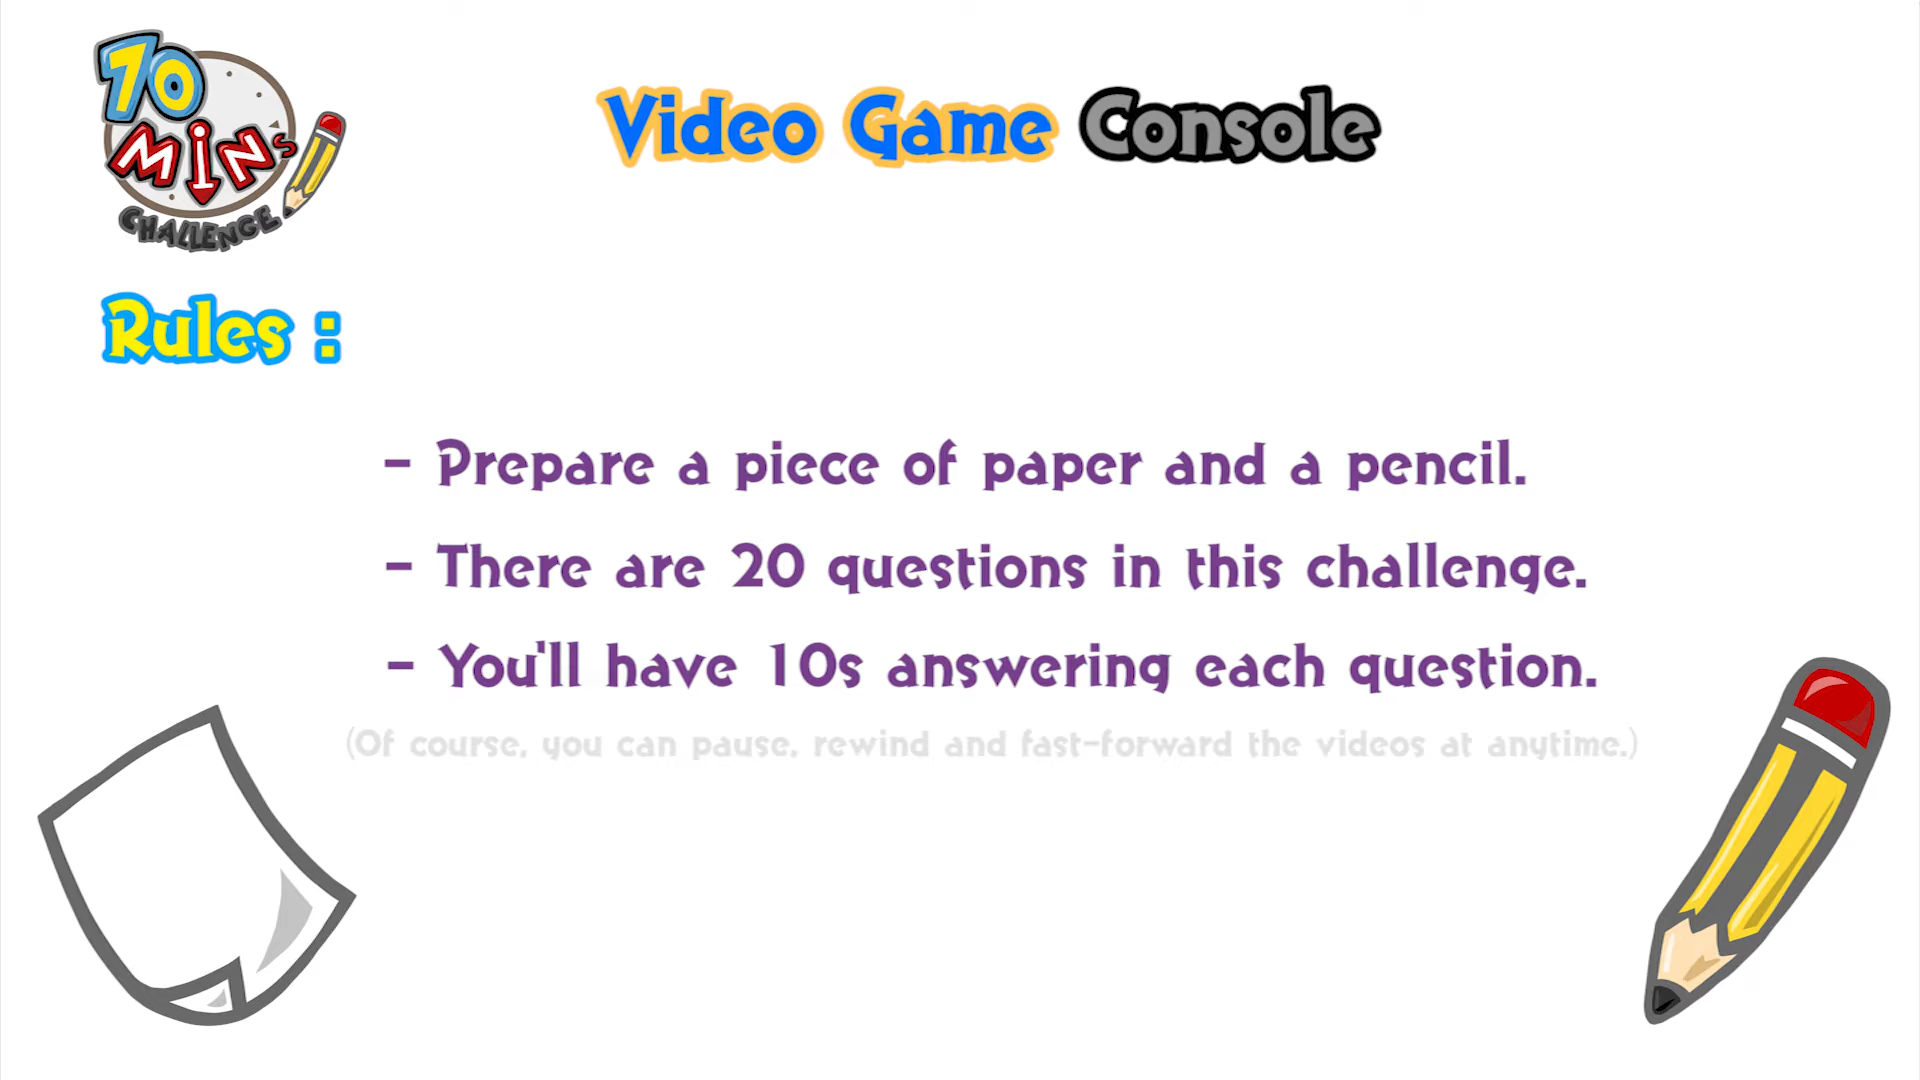 70
MINs
CHALLENGE
Video Game Console
Rules :
- Prepare a piece of paper and a pencil.
- There are 20 questions in this challenge.
- You'll have 10s answering each question.
(Of course, you can pause, rewind and fast-forward the videos at anytime.)